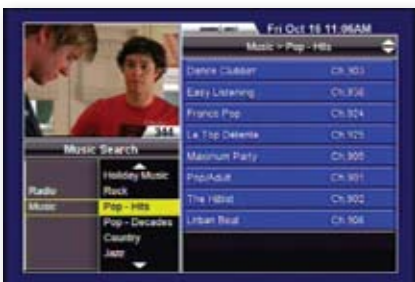 Fri Oct 16 11:06AM
Music > Pop - Hits
344
Music Search
Radio
Music
Holiday Music
Rock
Pop - Hits
Pop - Decades
Country
Jazz
Dance Clubbin'
Ch.903
Easy Listening
Ch.936
Franco Pop
Ch.924
Le Top Detente
Ch.925
Maximum Party
Ch.900
Pop/Adult
Ch.901
The Hitlist
Ch.902
Urban Beat
Ch.906